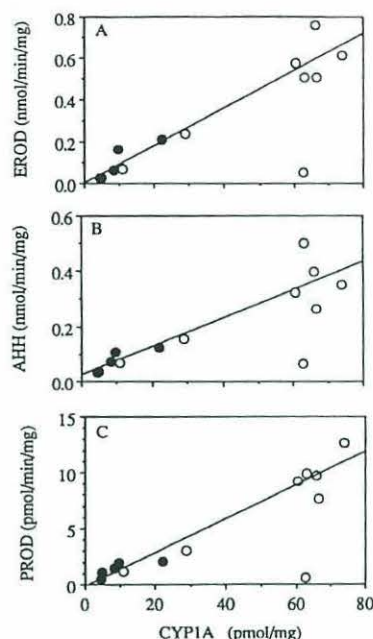 A
EROD (nmol/min/mg)
0.8
0.6
0.4
0.2
0.0
B
AHH (nmol/min/mg)
0.6
0.4
0.2
0.0
C
PROD (pmol/min/mg)
15
10
5
0
0 20 40 60 80
CYP1A (pmol/mg)